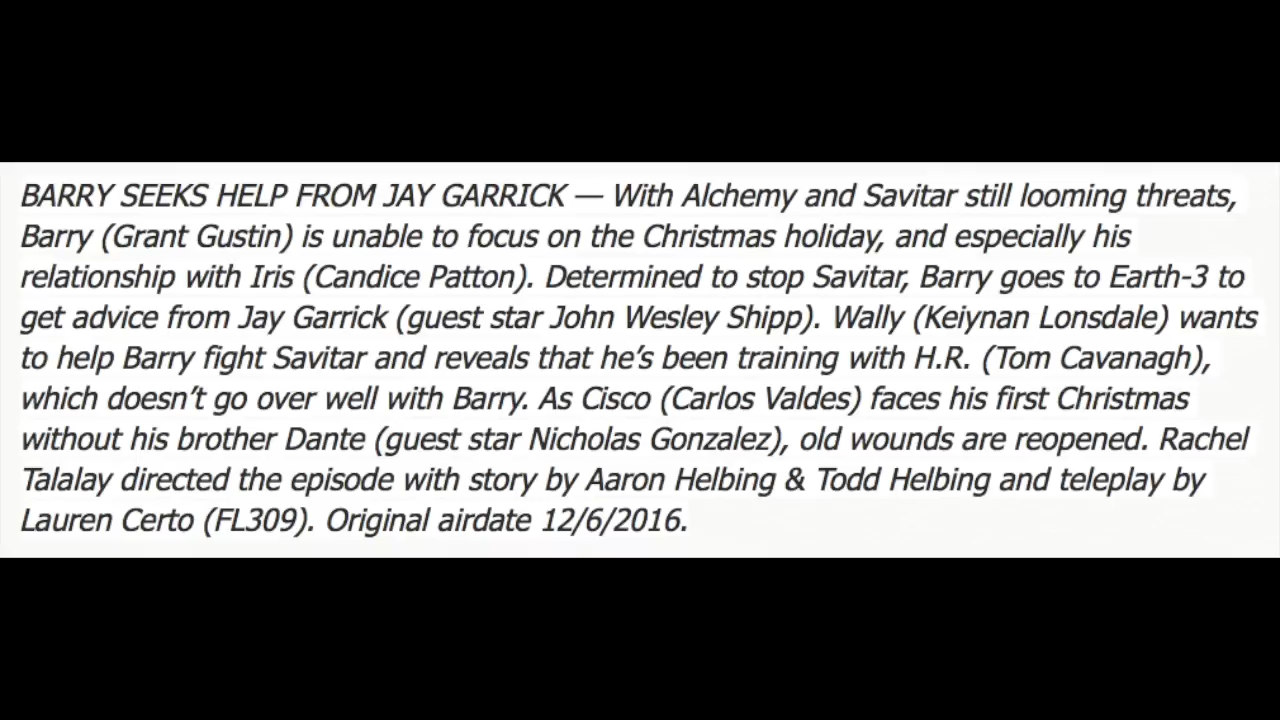 BARRY SEEKS HELP FROM JAY GARRICK — With Alchemy and Savitar still looming threats,
Barry (Grant Gustin) is unable to focus on the Christmas holiday, and especially his
relationship with Iris (Candice Patton). Determined to stop Savitar, Barry goes to Earth-3 to
get advice from Jay Garrick (guest star John Wesley Shipp). Wally (Keiynan Lonsdale) wants
to help Barry fight Savitar and reveals that he’s been training with H.R. (Tom Cavanagh),
which doesn’t go over well with Barry. As Cisco (Carlos Valdes) faces his first Christmas
without his brother Dante (guest star Nicholas Gonzalez), old wounds are reopened. Rachel
Talalay directed the episode with story by Aaron Helbing & Todd Helbing and teleplay by
Lauren Certo (FL309). Original airdate 12/6/2016.